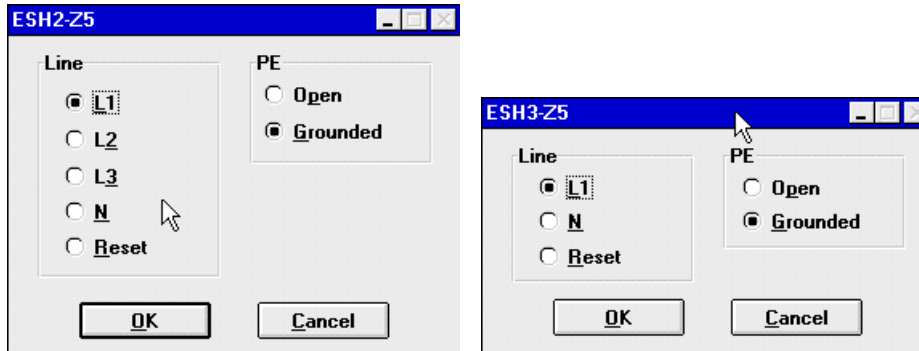 ESH2-Z5
Line
L1
L2
L3
N
Reset
PE
Open
Grounded
OK
Cancel
ESH3-Z5
Line
L1
N
Reset
PE
Open
Grounded
OK
Cancel